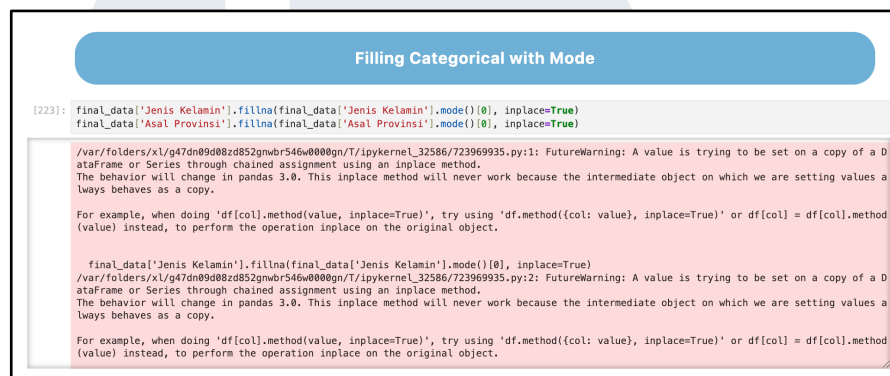 Filling Categorical with Mode
[223]: final_data['Jenis Kelamin'].fillna(final_data['Jenis Kelamin'].mode()[0], inplace=True)
final_data['Asal Provinsi'].fillna(final_data['Asal Provinsi'].mode()[0], inplace=True)
/var/folders/xl/g47dn09d08zd852gnwbr546w0000gn/T/ipykernel_32586/723969935.py:1: FutureWarning: A value is trying to be set on a copy of a D
ataFrame or Series through chained assignment using an inplace method.
The behavior will change in pandas 3.0. This inplace method will never work because the intermediate object on which we are setting values a
lways behaves as a copy.
For example, when doing 'df[col].method(value, inplace=True)', try using 'df.method({col: value}, inplace=True)' or df[col] = df[col].method
(value) instead, to perform the operation inplace on the original object.
final_data['Jenis Kelamin'].fillna(final_data['Jenis Kelamin'].mode()[0], inplace=True)
/var/folders/xl/g47dn09d08zd852gnwbr546w0000gn/T/ipykernel_32586/723969935.py:2: FutureWarning: A value is trying to be set on a copy of a D
ataFrame or Series through chained assignment using an inplace method.
The behavior will change in pandas 3.0. This inplace method will never work because the intermediate object on which we are setting values a
lways behaves as a copy.
For example, when doing 'df[col].method(value, inplace=True)', try using 'df.method({col: value}, inplace=True)' or df[col] = df[col].method
(value) instead, to perform the operation inplace on the original object.